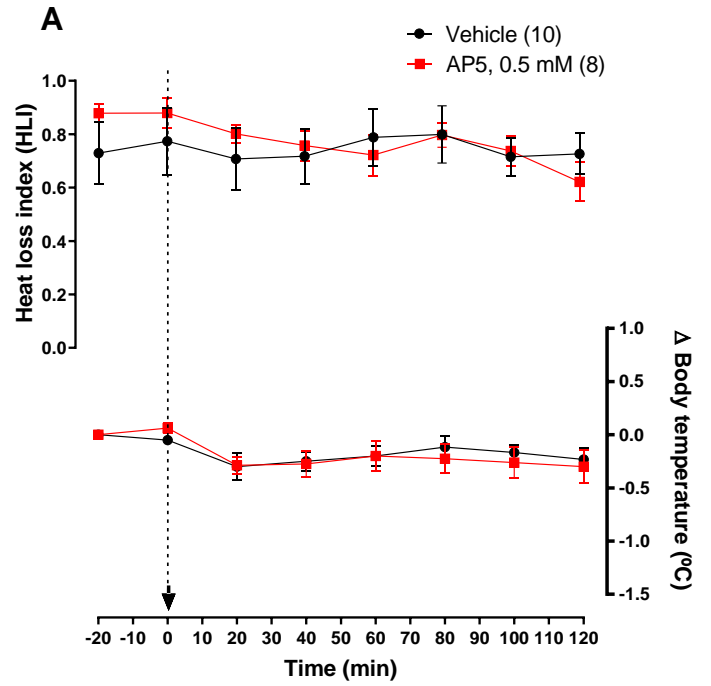 A
Vehicle (10)
AP5, 0.5 mM (8)
Heat loss index (HLI)
1.0
0.8
0.6
0.4
0.2
0.0
1.0
0.5
0.0
-0.5
-1.0
-1.5
Δ Body temperature (ºC)
-20 -10 0 10 20 30 40 50 60 70 80 90 100 110 120
Time (min)